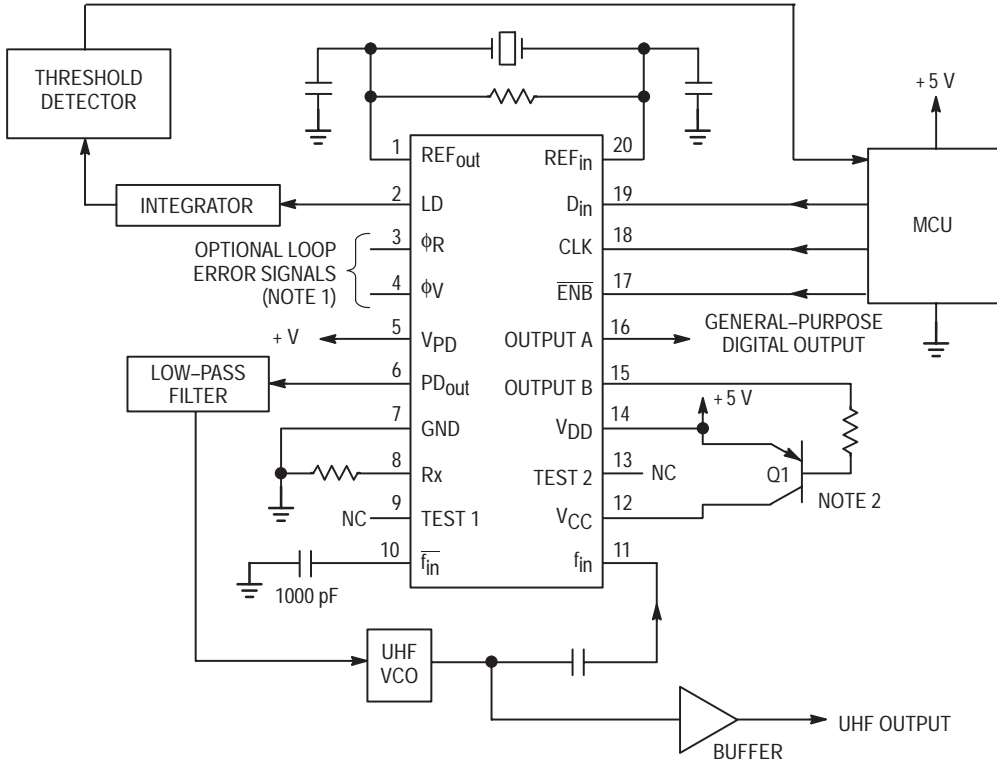 THRESHOLD
DETECTOR
+ 5 V
1
REFout
REFin
20
INTEGRATOR
2
LD
Din
19
MCU
OPTIONAL LOOP
ERROR SIGNALS
(NOTE 1)
3
ϕR
CLK
18
4
ϕV
ENB
17
+ V
5
VPD
OUTPUT A
16
GENERAL–PURPOSE
DIGITAL OUTPUT
LOW–PASS
FILTER
6
PDout
OUTPUT B
15
7
GND
VDD
14
+ 5 V
8
Rx
TEST 2
13
NC
Q1
NOTE 2
NC
9
TEST 1
VCC
12
10
fin
fin
11
1000 pF
UHF
VCO
BUFFER
UHF OUTPUT